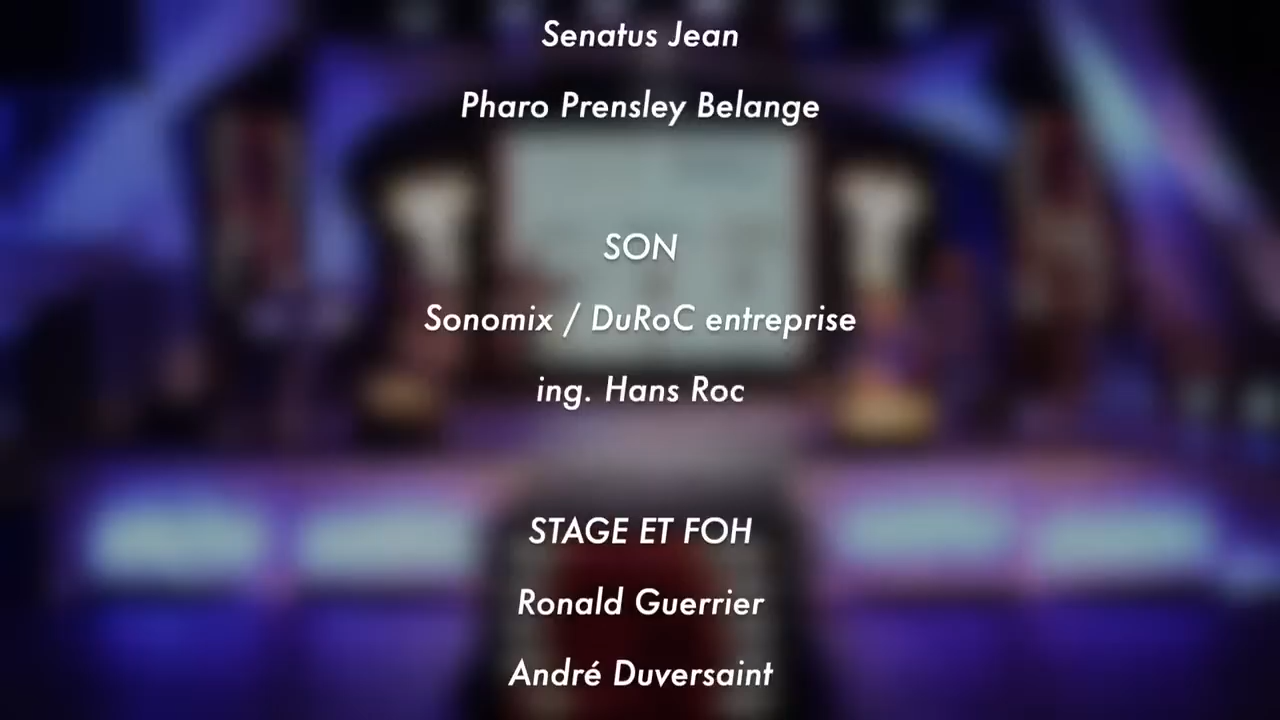 Senatus Jean
Pharo Prensley Belange
SON
Sonomix / DuRoC entreprise
ing. Hans Roc
STAGE ET FOH
Ronald Guerrier
André Duversaint